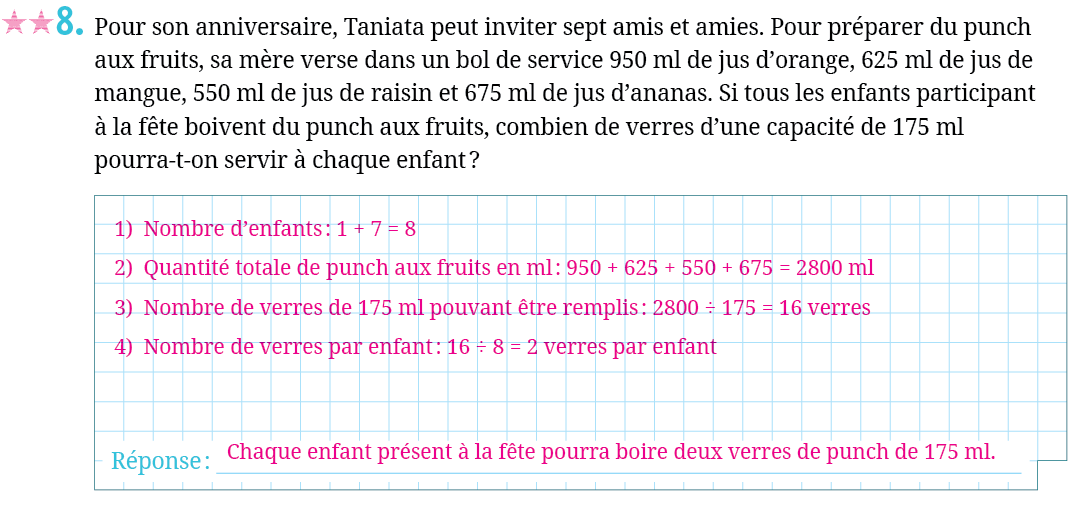 8. Pour son anniversaire, Taniata peut inviter sept amis et amies. Pour préparer du punch
aux fruits, sa mère verse dans un bol de service 950 ml de jus d’orange, 625 ml de jus de
mangue, 550 ml de jus de raisin et 675 ml de jus d’ananas. Si tous les enfants participant
à la fête boivent du punch aux fruits, combien de verres d’une capacité de 175 ml
pourra-t-on servir à chaque enfant ?
1) Nombre d’enfants : 1 + 7 = 8
2) Quantité totale de punch aux fruits en ml : 950 + 625 + 550 + 675 = 2800 ml
3) Nombre de verres de 175 ml pouvant être remplis : 2800 ÷ 175 = 16 verres
4) Nombre de verres par enfant : 16 ÷ 8 = 2 verres par enfant
Réponse : Chaque enfant présent à la fête pourra boire deux verres de punch de 175 ml.